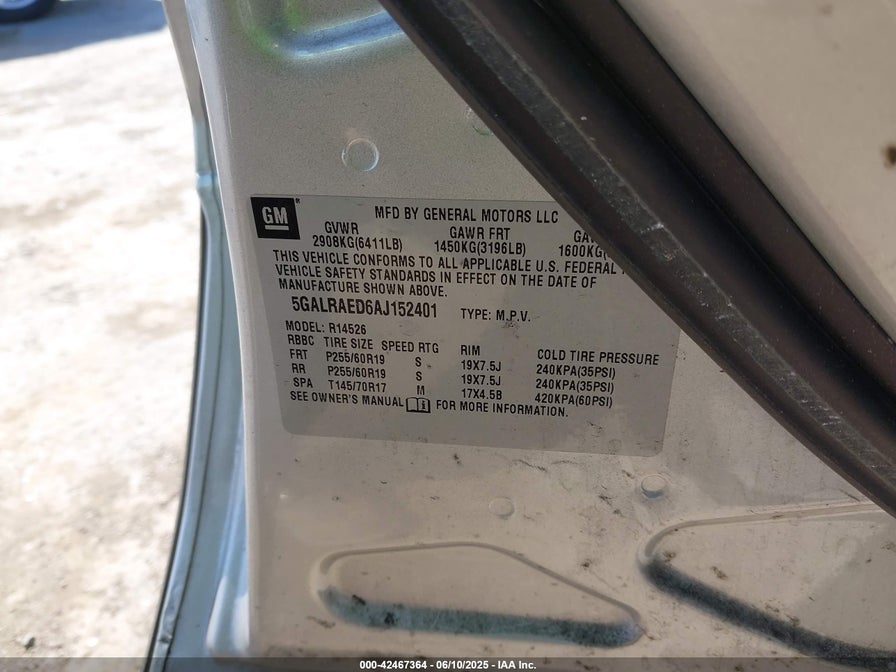 GM
MFD BY GENERAL MOTORS LLC
GVWR GAWR FRT
2908KG(6411LB) 1450KG(3196LB) 1600KG(
THIS VEHICLE CONFORMS TO ALL APPLICABLE U.S. FEDERAL
VEHICLE SAFETY STANDARDS IN EFFECT ON THE DATE OF
MANUFACTURE SHOWN ABOVE.
5GALRAED6AJ152401 TYPE: M.P.V.
MODEL: R14526
RBBC TIRE SIZE SPEED RTG RIM COLD TIRE PRESSURE
FRT P255/60R19 S 19X7.5J 240KPA(35PSI)
RR P255/60R19 S 19X7.5J 240KPA(35PSI)
SPA T145/70R17 M 17X4.5B 420KPA(60PSI)
SEE OWNER'S MANUAL FOR MORE INFORMATION.
000-42467364 - 06/10/2025 - IAA Inc.